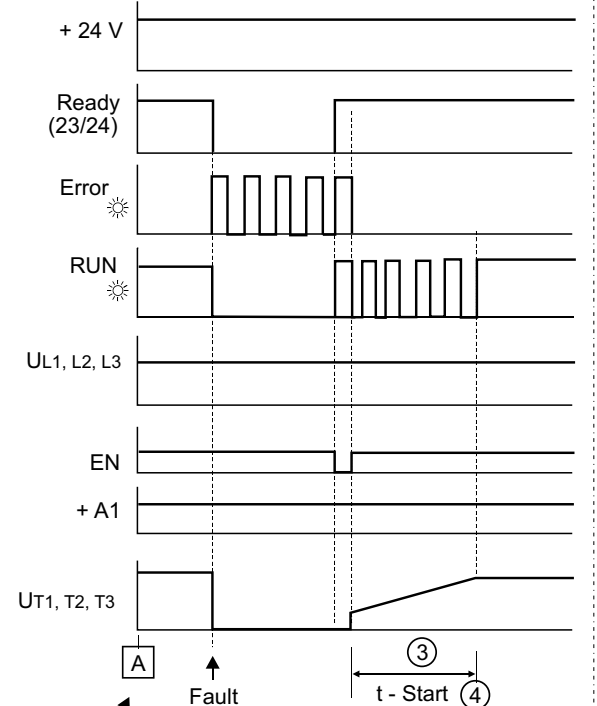 + 24 V
Ready
(23/24)
Error
RUN
UL1, L2, L3
EN
+ A1
UT1, T2, T3
A
3
Fault
t - Start 4